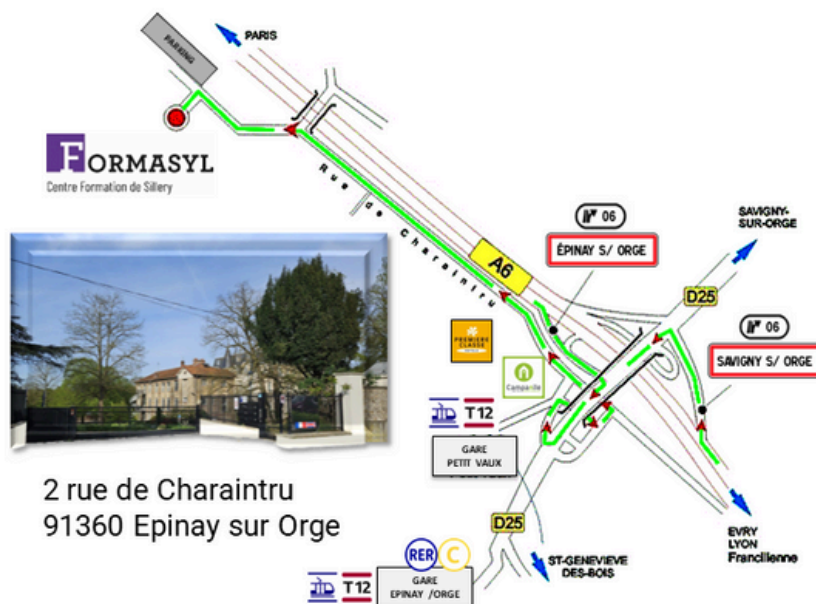 PARKING
PARIS
FORMASYL
Centre Formation de Sillery
Rue de Charaintru
06
ÉPINAY S/ ORGE
A6
SAVIGNY-
SUR-ORGE
D25
06
SAVIGNY S/ ORGE
PREMIERE
CLASSE
Campanile
T12
GARE
PETIT VAUX
2 rue de Charaintru
91360 Epinay sur Orge
D25
EVRY
LYON
Francilienne
ST-GENEVIEVE
DES-BOIS
RER C
T12
GARE
EPINAY /ORGE